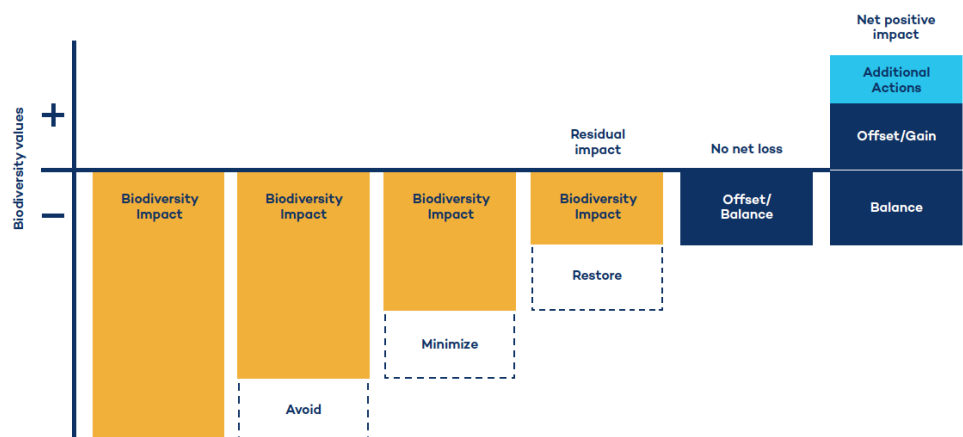 Net positive
impact
Additional
Actions
Biodiversity values
+
Residual
impact
No net loss
Offset/Gain
−
Biodiversity
Impact
Biodiversity
Impact
Biodiversity
Impact
Biodiversity
Impact
Offset/
Balance
Balance
Restore
Minimize
Avoid